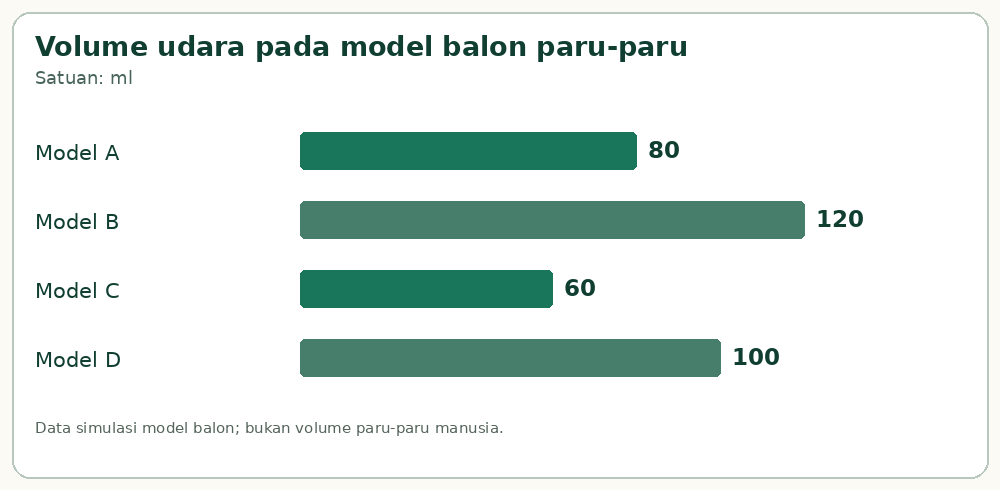 Volume udara pada model balon paru-paru
Satuan: ml
Model A 80
Model B 120
Model C 60
Model D 100
Data simulasi model balon; bukan volume paru-paru manusia.